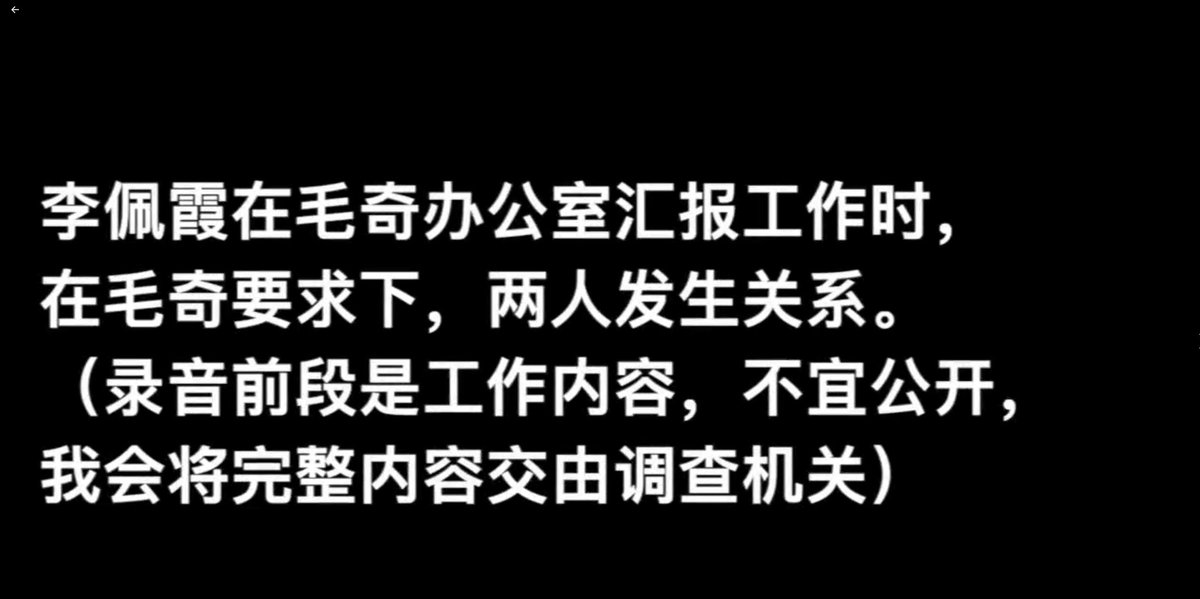 李佩霞在毛奇办公室汇报工作时，
在毛奇要求下，两人发生关系。
（录音前段是工作内容，不宜公开，
我会将完整内容交由调查机关）